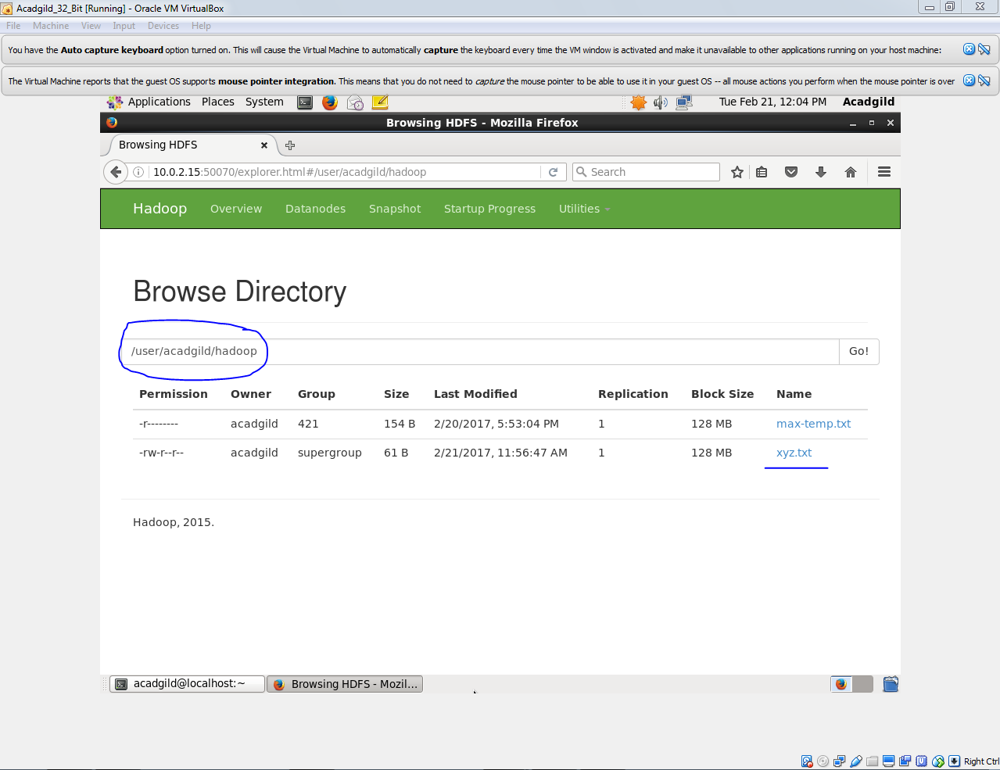 Acadgild_32_Bit [Running] - Oracle VM VirtualBox
File Machine View Input Devices Help
You have the Auto capture keyboard option turned on. This will cause the Virtual Machine to automatically capture the keyboard every time the VM window is activated and make it unavailable to other applications running on your host machine:
The Virtual Machine reports that the guest OS supports mouse pointer integration. This means that you do not need to capture the mouse pointer to be able to use it in your guest OS -- all mouse actions you perform when the mouse pointer is over
Applications Places System Tue Feb 21, 12:04 PM Acadgild
Browsing HDFS - Mozilla Firefox
Browsing HDFS
10.0.2.15:50070/explorer.html#/user/acadgild/hadoop Search
Hadoop Overview Datanodes Snapshot Startup Progress Utilities
Browse Directory
/user/acadgild/hadoop Go!
Permission Owner Group Size Last Modified Replication Block Size Name
-r-------- acadgild 421 154 B 2/20/2017, 5:53:04 PM 1 128 MB max-temp.txt
-rw-r--r-- acadgild supergroup 61 B 2/21/2017, 11:56:47 AM 1 128 MB xyz.txt
Hadoop, 2015.
acadgild@localhost:~ Browsing HDFS - Mozil...
Right Ctrl